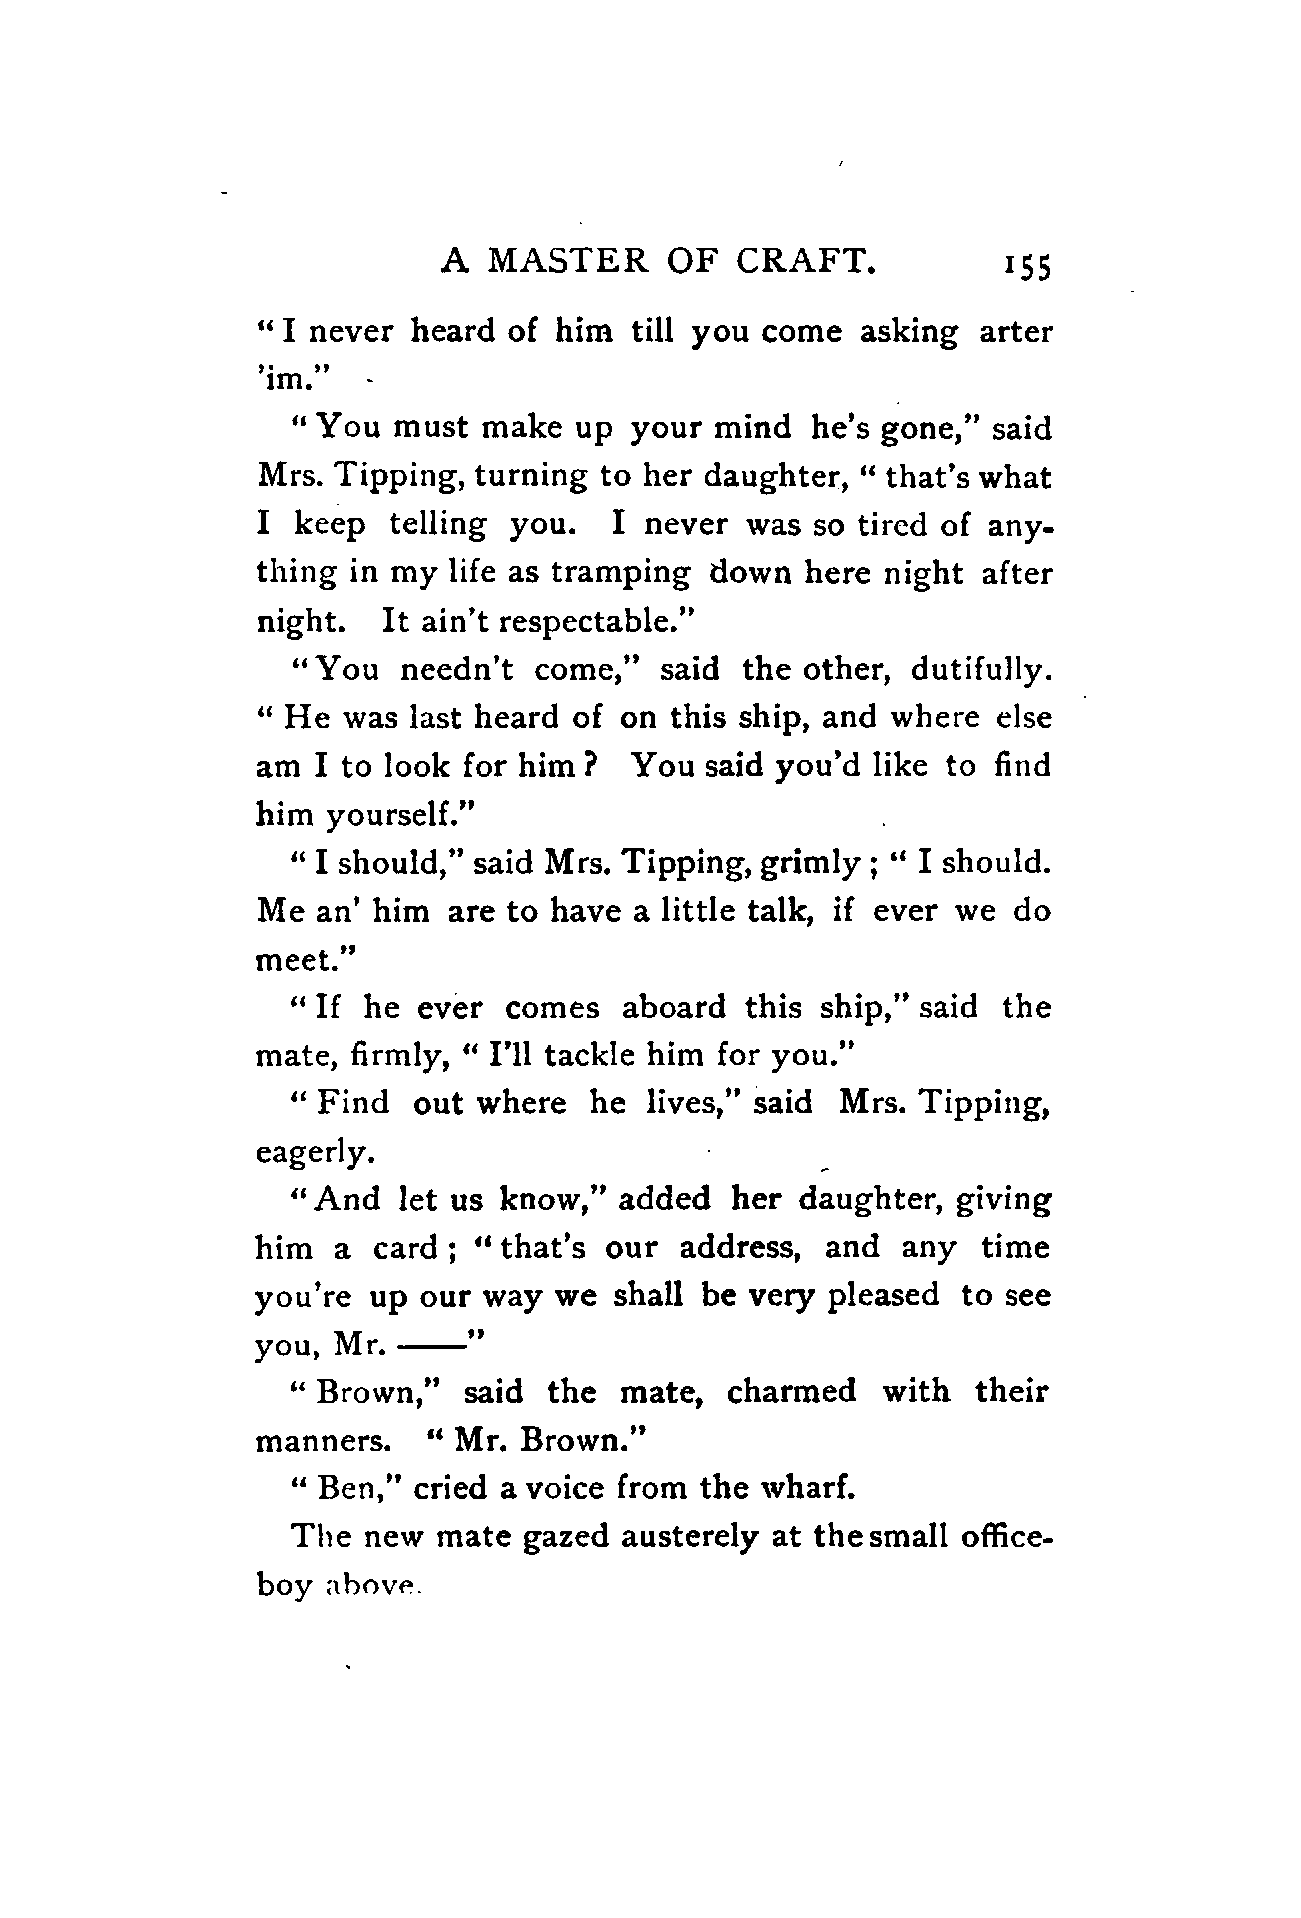 A MASTER OF CRAFT. 155
“ I never heard of him till you come asking arter
’im.”
“ You must make up your mind he’s gone,” said
Mrs. Tipping, turning to her daughter, “ that’s what
I keep telling you. I never was so tired of any-
thing in my life as tramping down here night after
night. It ain’t respectable.”
“ You needn’t come,” said the other, dutifully.
“ He was last heard of on this ship, and where else
am I to look for him ? You said you’d like to find
him yourself.”
“ I should,” said Mrs. Tipping, grimly ; “ I should.
Me an’ him are to have a little talk, if ever we do
meet.”
“ If he ever comes aboard this ship,” said the
mate, firmly, “ I’ll tackle him for you.”
“ Find out where he lives,” said Mrs. Tipping,
eagerly.
“ And let us know,” added her daughter, giving
him a card ; “ that’s our address, and any time
you’re up our way we shall be very pleased to see
you, Mr. ——”
“ Brown,” said the mate, charmed with their
manners. “ Mr. Brown.”
“ Ben,” cried a voice from the wharf.
The new mate gazed austerely at the small office-
boy above.